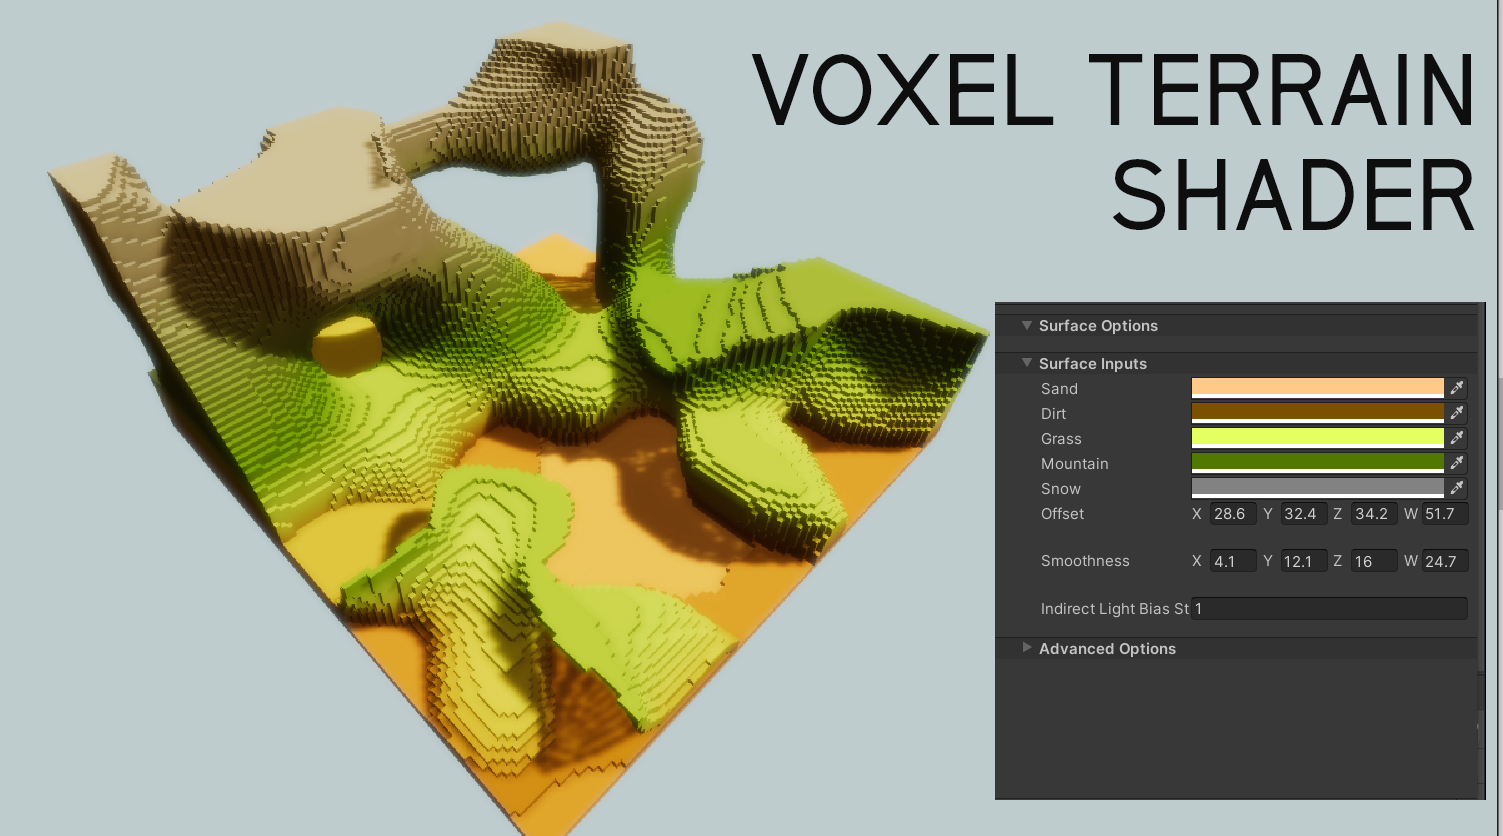 VOXEL TERRAIN
SHADER
Surface Options
Surface Inputs
Sand
Dirt
Grass
Mountain
Snow
Offset X 28.6 Y 32.4 Z 34.2 W 51.7
Smoothness X 4.1 Y 12.1 Z 16 W 24.7
Indirect Light Bias St 1
Advanced Options